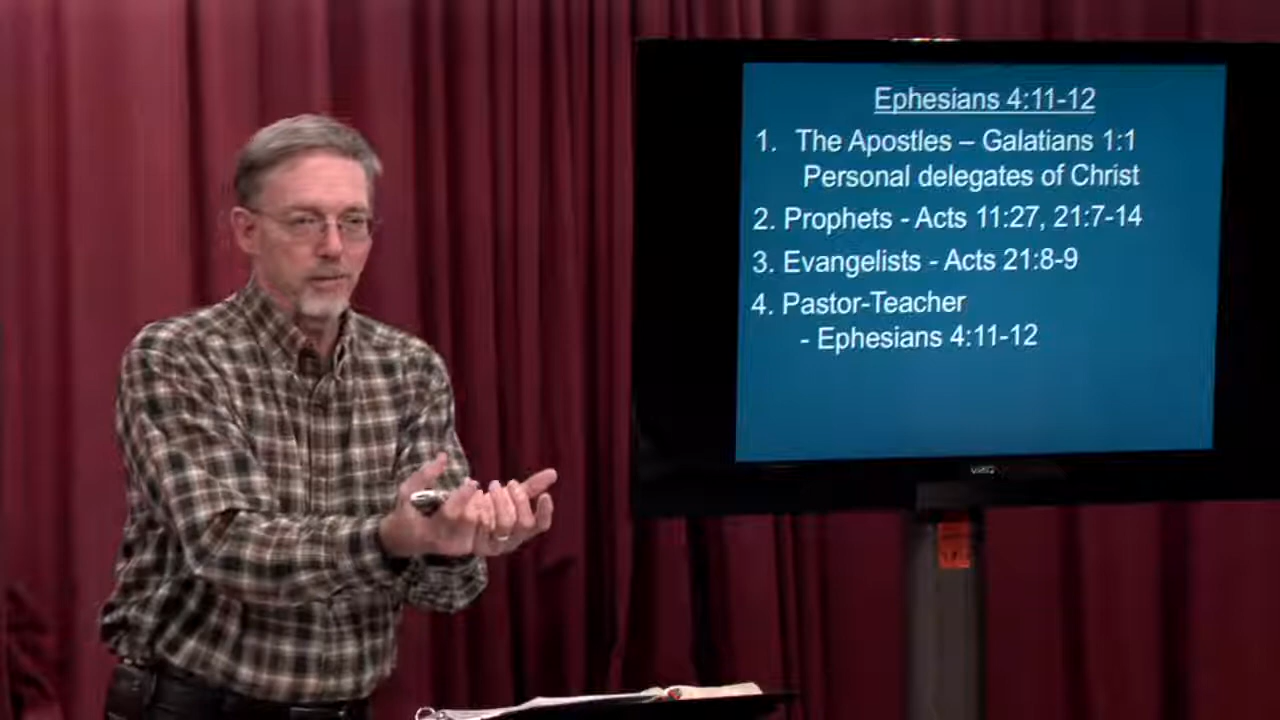 Ephesians 4:11-12
1. The Apostles – Galatians 1:1
Personal delegates of Christ
2. Prophets - Acts 11:27, 21:7-14
3. Evangelists - Acts 21:8-9
4. Pastor-Teacher
- Ephesians 4:11-12
VIZIO